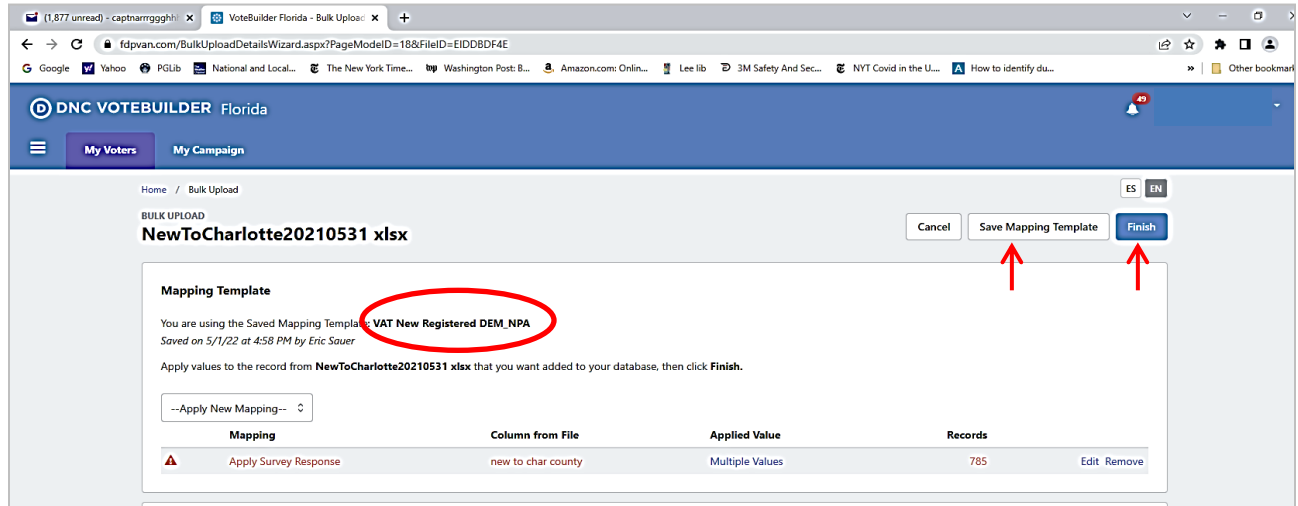 (1,877 unread) - captnarrrggghhh
VoteBuilder Florida - Bulk Upload
fdpvan.com/BulkUploadDetailsWizard.aspx?PageModeID=18&FileID=EIDDBDF4E
Google Yahoo PGLib National and Local... The New York Time... Washington Post: B... Amazon.com: Onlin... Lee lib 3M Safety And Sec... NYT Covid in the U.... How to identify du... » Other bookmark
DNC VOTEBUILDER Florida
49
My Voters My Campaign
Home / Bulk Upload
ES EN
BULK UPLOAD
NewToCharlotte20210531 xlsx
Cancel Save Mapping Template Finish
Mapping Template
You are using the Saved Mapping Template: VAT New Registered DEM_NPA
Saved on 5/1/22 at 4:58 PM by Eric Sauer
Apply values to the record from NewToCharlotte20210531 xlsx that you want added to your database, then click Finish.
--Apply New Mapping--
Mapping Column from File Applied Value Records
Apply Survey Response new to char county Multiple Values 785 Edit Remove